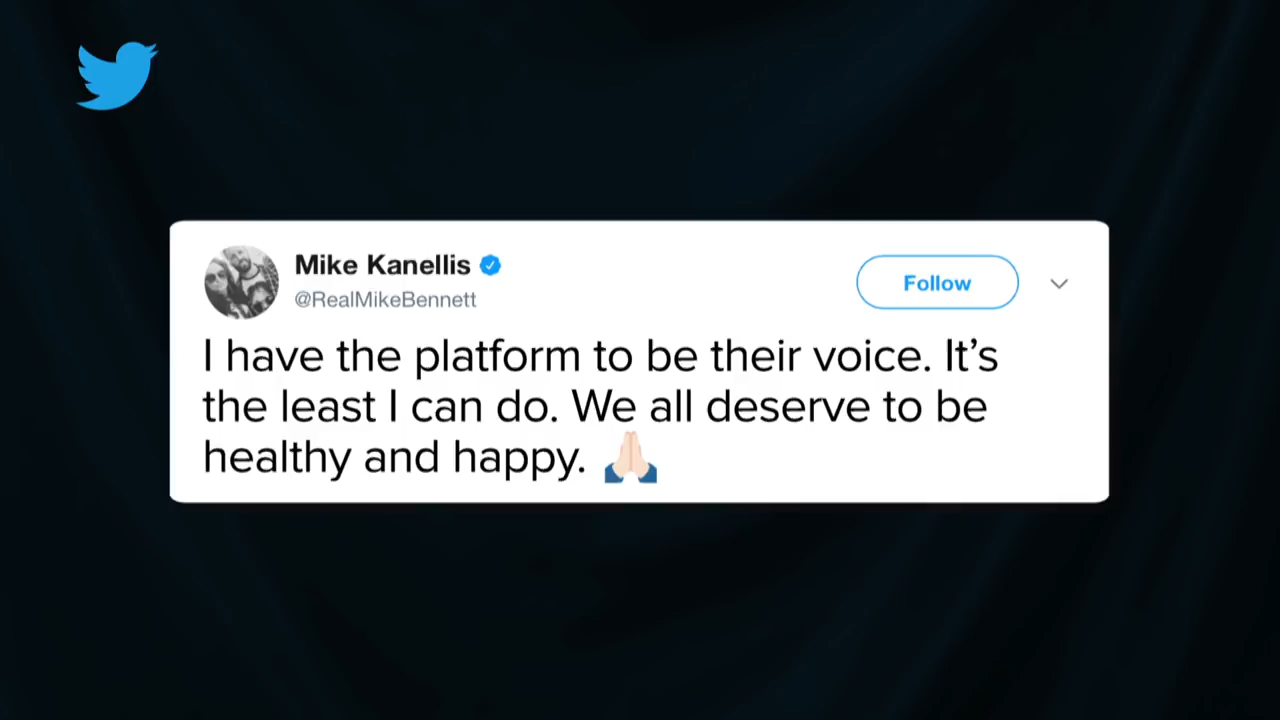 Mike Kanellis
@RealMikeBennett
Follow
I have the platform to be their voice. It’s
the least I can do. We all deserve to be
healthy and happy. 🙏🏻